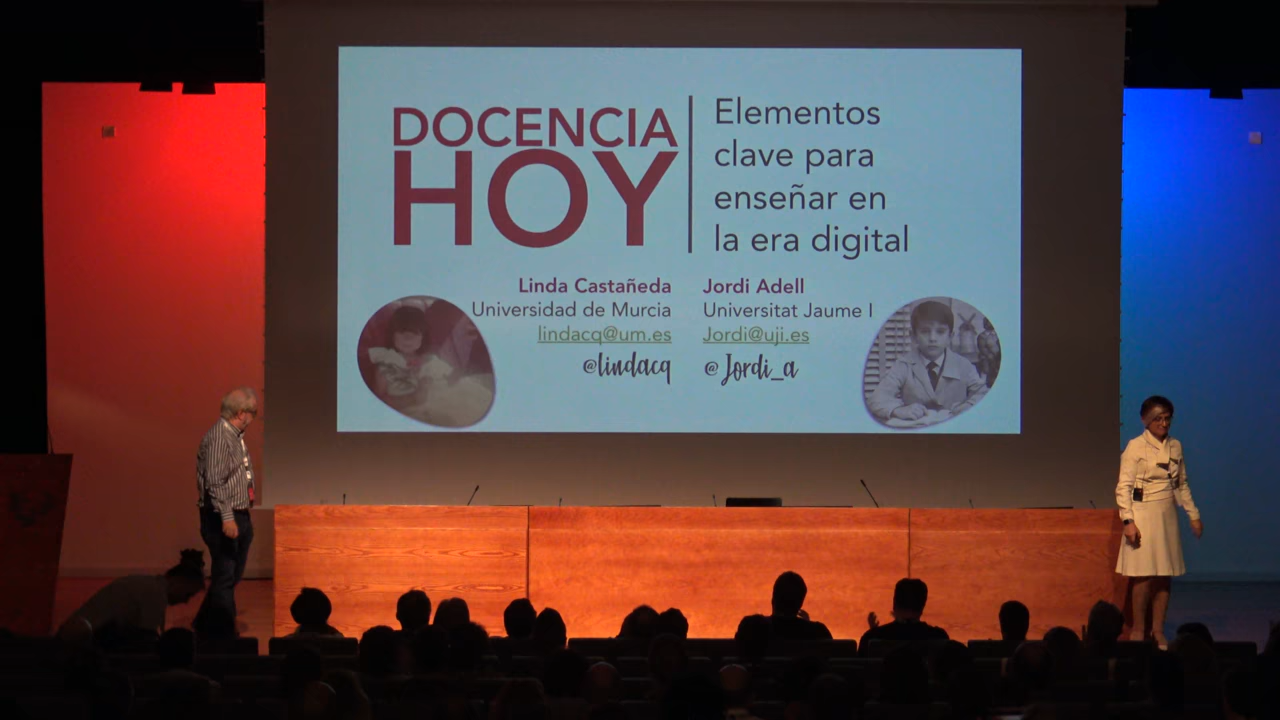 DOCENCIA
HOY
Elementos
clave para
enseñar en
la era digital
Linda Castañeda
Universidad de Murcia
lindacq@um.es
@lindacq
Jordi Adell
Universitat Jaume I
Jordi@uji.es
@Jordi_a